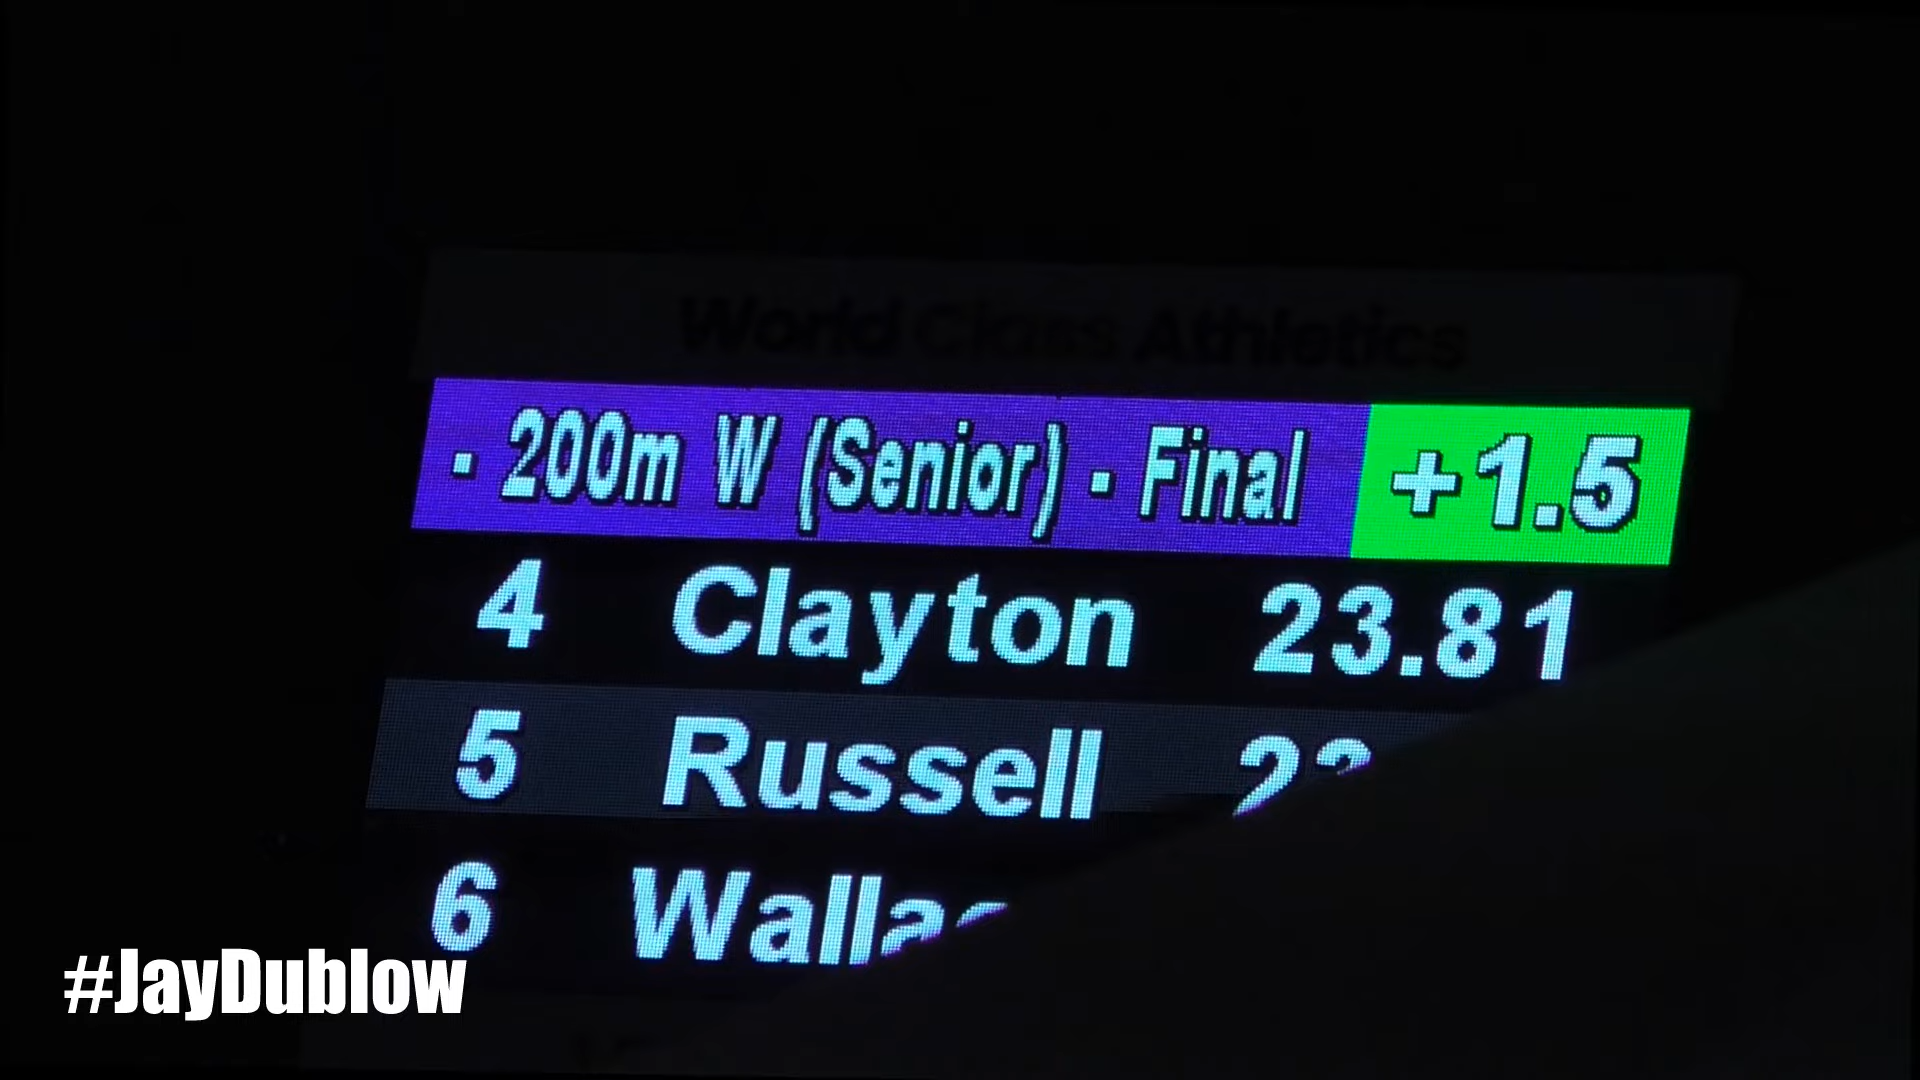 World Class Athletics
- 200m W (Senior) - Final +1.5
4 Clayton 23.81
5 Russell
6
#JayDublow